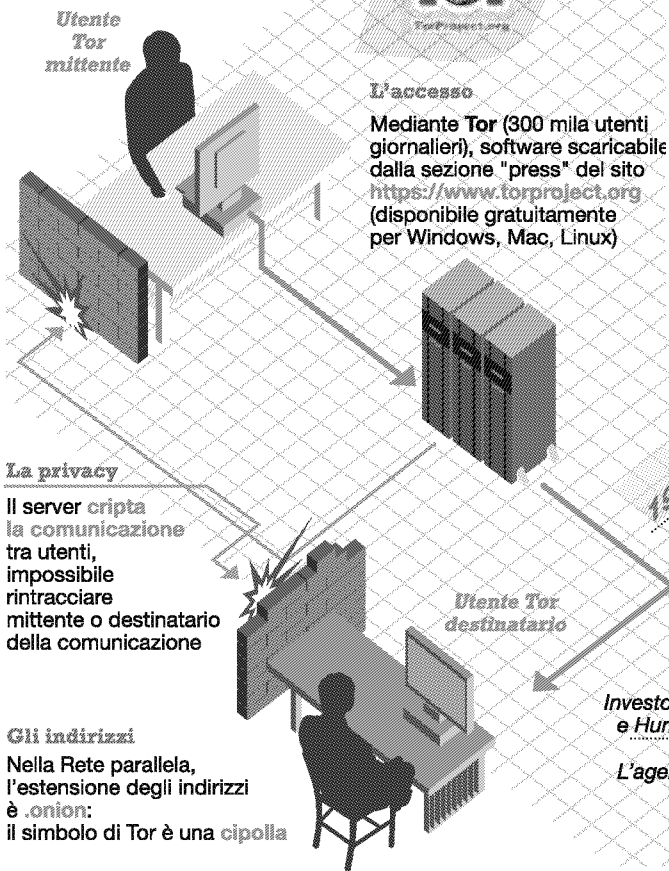 TorProject.org
Utente
Tor
mittente
L'accesso
Mediante Tor (300 mila utenti
giornalieri), software scaricabile
dalla sezione "press" del sito
https://www.torproject.org
(disponibile gratuitamente
per Windows, Mac, Linux)
La privacy
Il server cripta
la comunicazione
tra utenti,
impossibile
rintracciare
mittente o destinatario
della comunicazione
Utente Tor
destinatario
Gli indirizzi
Nella Rete parallela,
l'estensione degli indirizzi
è .onion:
il simbolo di Tor è una cipolla
e